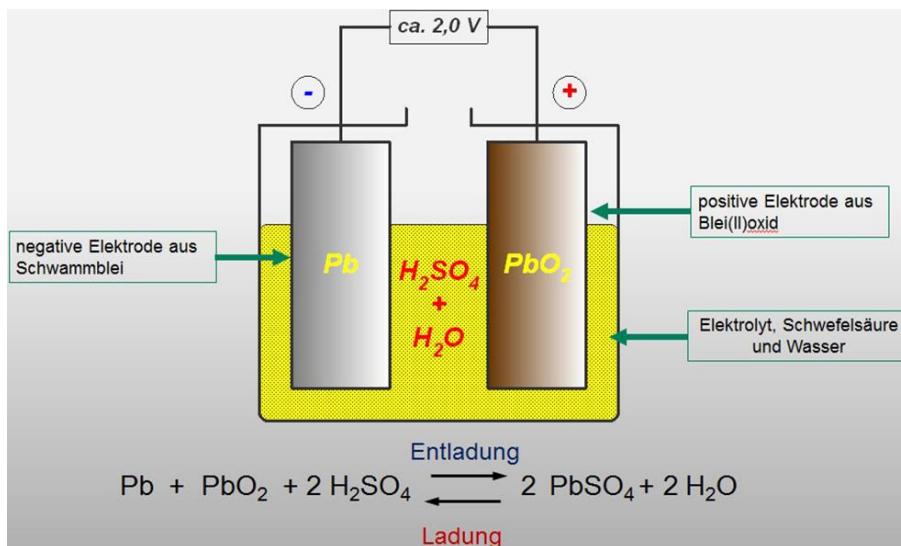 ca. 2,0 V
-
+
negative Elektrode aus
Schwammblei
Pb
H₂SO₄
+
H₂O
PbO₂
positive Elektrode aus
Blei(II)oxid
Elektrolyt, Schwefelsäure
und Wasser
Entladung
Pb + PbO₂ + 2 H₂SO₄ 2 PbSO₄ + 2 H₂O
Ladung